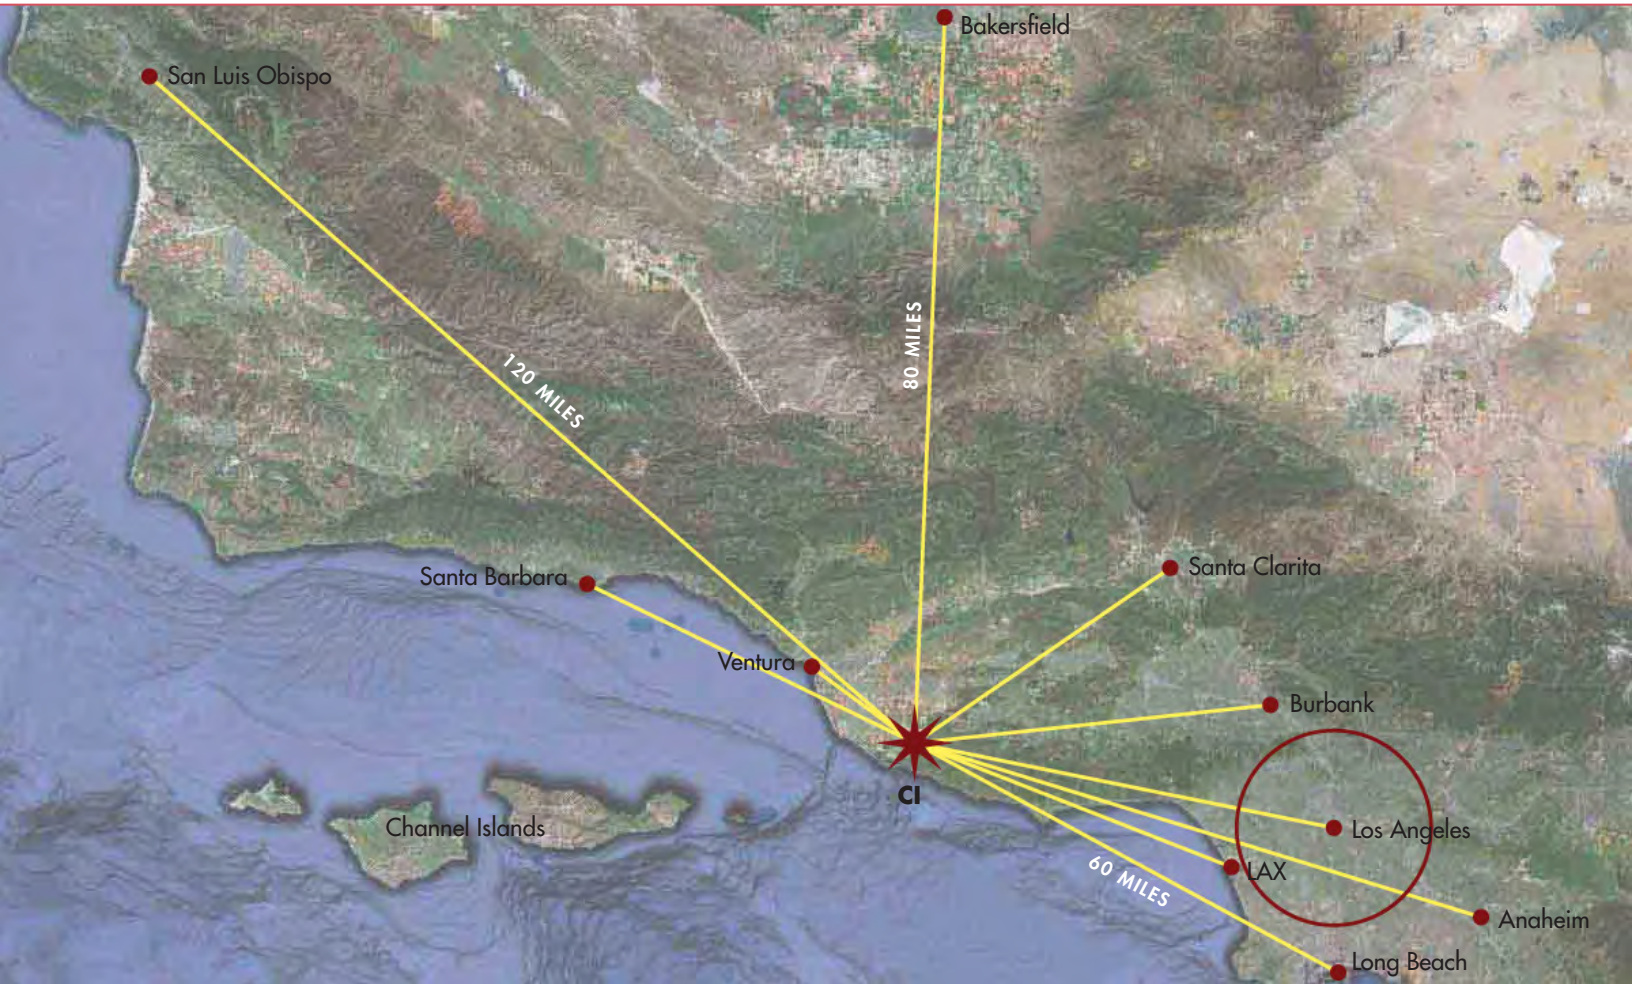 Bakersfield
San Luis Obispo
80 MILES
120 MILES
Santa Barbara
Santa Clarita
Ventura
Burbank
CI
Channel Islands
Los Angeles
LAX
60 MILES
Anaheim
Long Beach